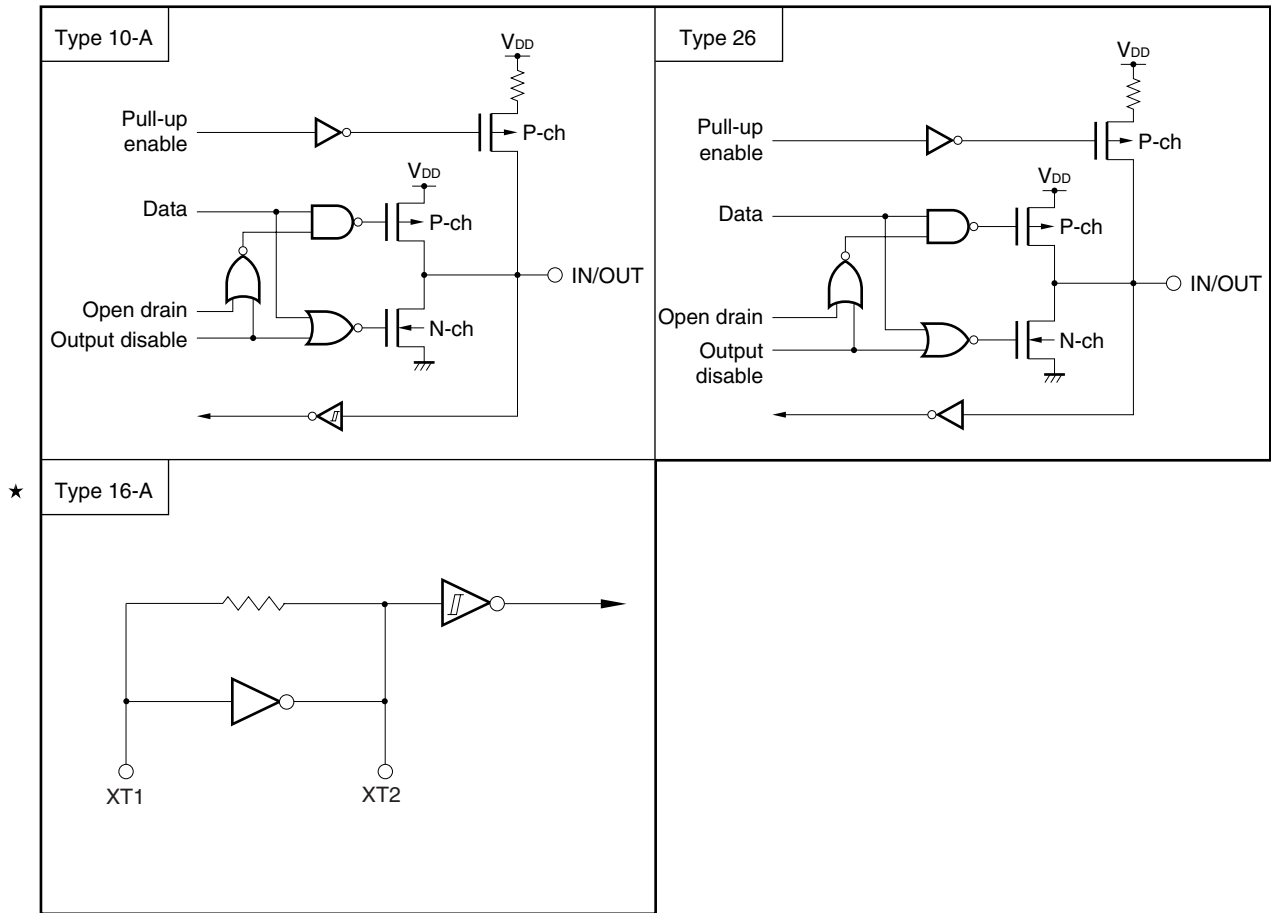 Type 10-A
VDD
Pull-up
enable
P-ch
VDD
Data
P-ch
IN/OUT
Open drain
Output disable
N-ch
Type 26
VDD
Pull-up
enable
P-ch
VDD
Data
P-ch
IN/OUT
Open drain
Output
disable
N-ch
★ Type 16-A
XT1
XT2